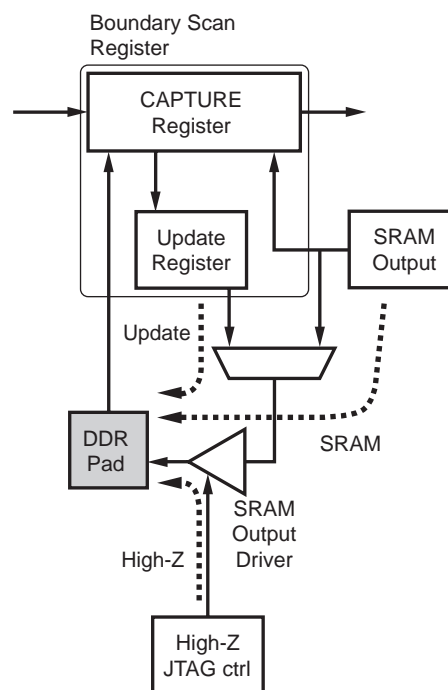 Boundary Scan
Register
CAPTURE
Register
Update
Register
SRAM
Output
Update
SRAM
DDR
Pad
SRAM
Output
Driver
High-Z
High-Z
JTAG ctrl